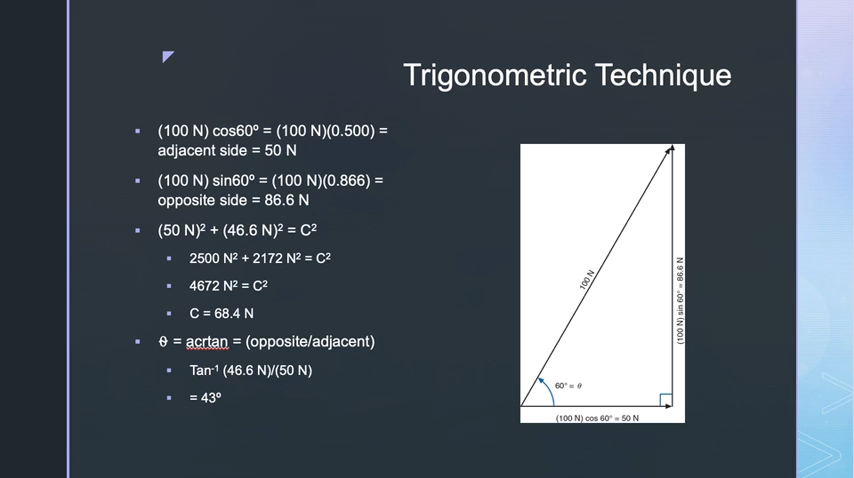 Trigonometric Technique
▪ (100 N) cos60º = (100 N)(0.500) =
adjacent side = 50 N
▪ (100 N) sin60º = (100 N)(0.866) =
opposite side = 86.6 N
▪ (50 N)² + (46.6 N)² = C²
▪ 2500 N² + 2172 N² = C²
▪ 4672 N² = C²
▪ C = 68.4 N
▪ ϑ = acrtan = (opposite/adjacent)
▪ Tan⁻¹ (46.6 N)/(50 N)
▪ = 43º
100 N
(100 N) sin 60° = 86.6 N
60° = θ
(100 N) cos 60° = 50 N